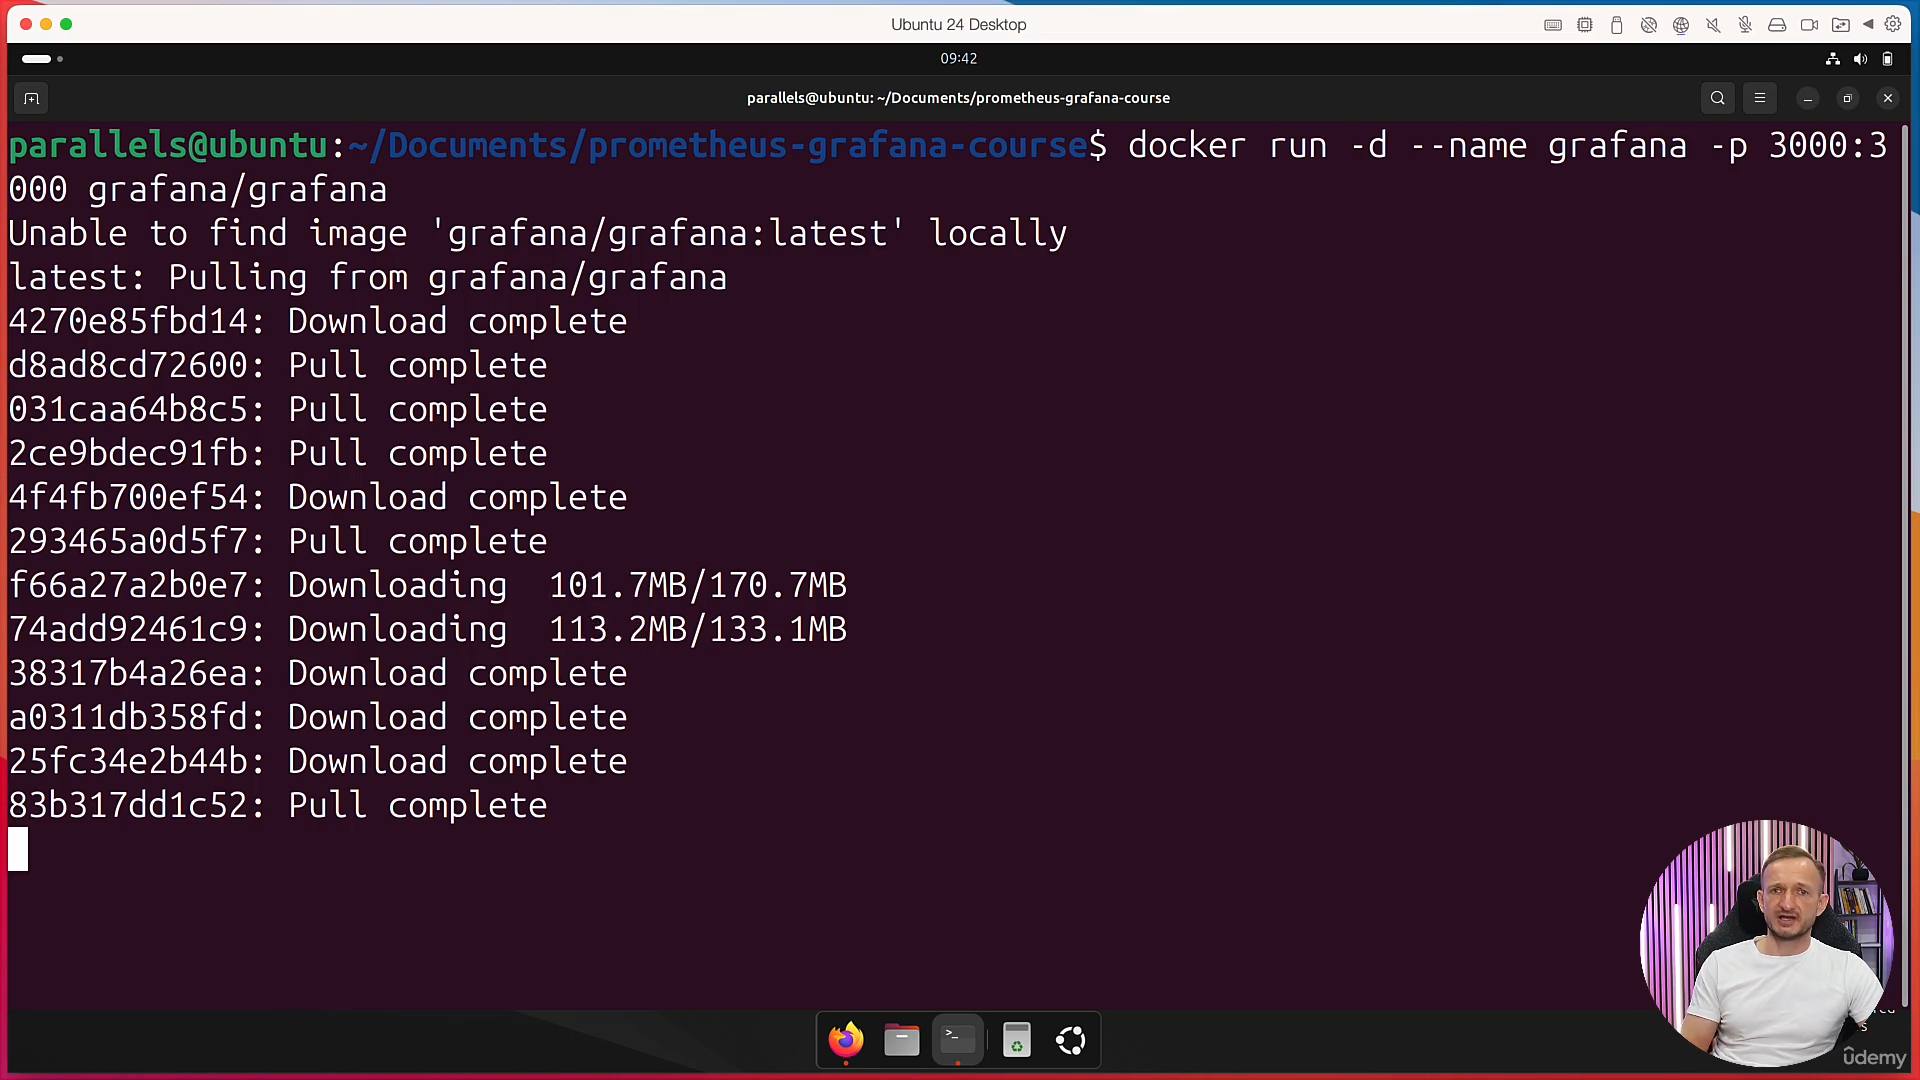 Ubuntu 24 Desktop
09:42
parallels@ubuntu: ~/Documents/prometheus-grafana-course
parallels@ubuntu:~/Documents/prometheus-grafana-course$ docker run -d --name grafana -p 3000:3
000 grafana/grafana
Unable to find image 'grafana/grafana:latest' locally
latest: Pulling from grafana/grafana
4270e85fbd14: Download complete
d8ad8cd72600: Pull complete
031caa64b8c5: Pull complete
2ce9bdec91fb: Pull complete
4f4fb700ef54: Download complete
293465a0d5f7: Pull complete
f66a27a2b0e7: Downloading  101.7MB/170.7MB
74add92461c9: Downloading  113.2MB/133.1MB
38317b4a26ea: Download complete
a0311db358fd: Download complete
25fc34e2b44b: Download complete
83b317dd1c52: Pull complete
udemy